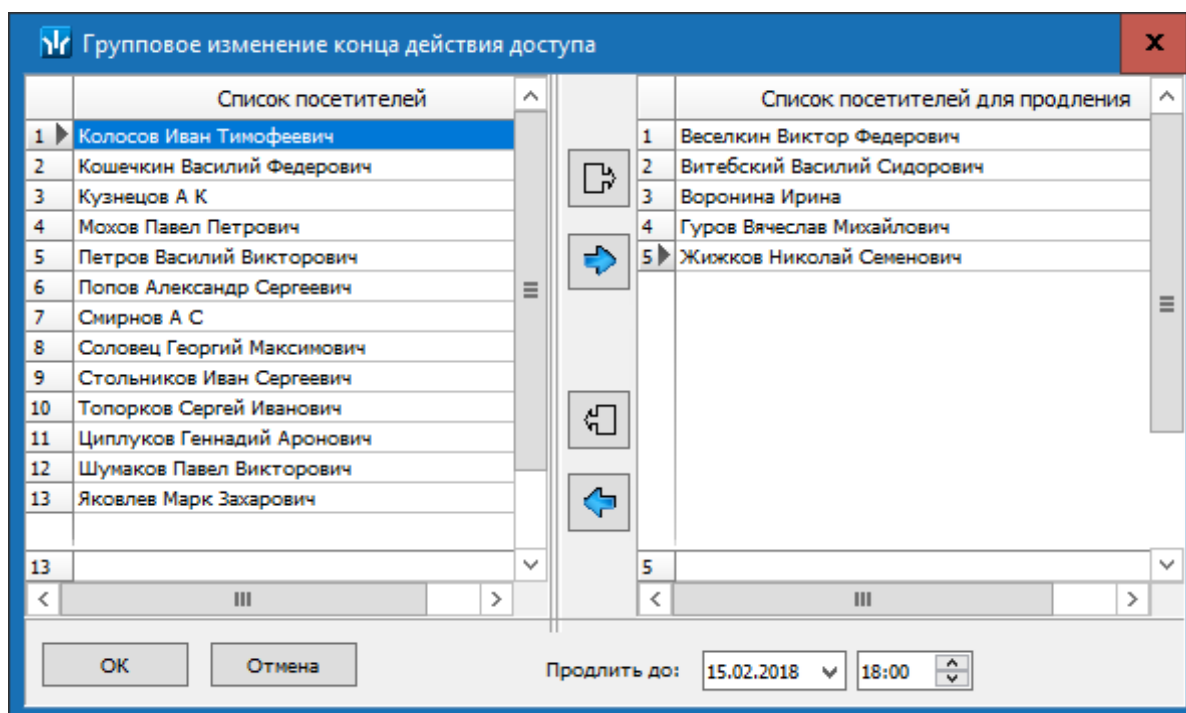 Групповое изменение конца действия доступа
x
Список посетителей
1 Колосов Иван Тимофеевич
2 Кошечкин Василий Федерович
3 Кузнецов А К
4 Мохов Павел Петрович
5 Петров Василий Викторович
6 Попов Александр Сергеевич
7 Смирнов А С
8 Соловец Георгий Максимович
9 Стольников Иван Сергеевич
10 Топорков Сергей Иванович
11 Циплуков Геннадий Аронович
12 Шумаков Павел Викторович
13 Яковлев Марк Захарович
13
Список посетителей для продления
1 Веселкин Виктор Федерович
2 Витебский Василий Сидорович
3 Воронина Ирина
4 Гуров Вячеслав Михайлович
5 Жижков Николай Семенович
5
ОК
Отмена
Продлить до: 15.02.2018 18:00